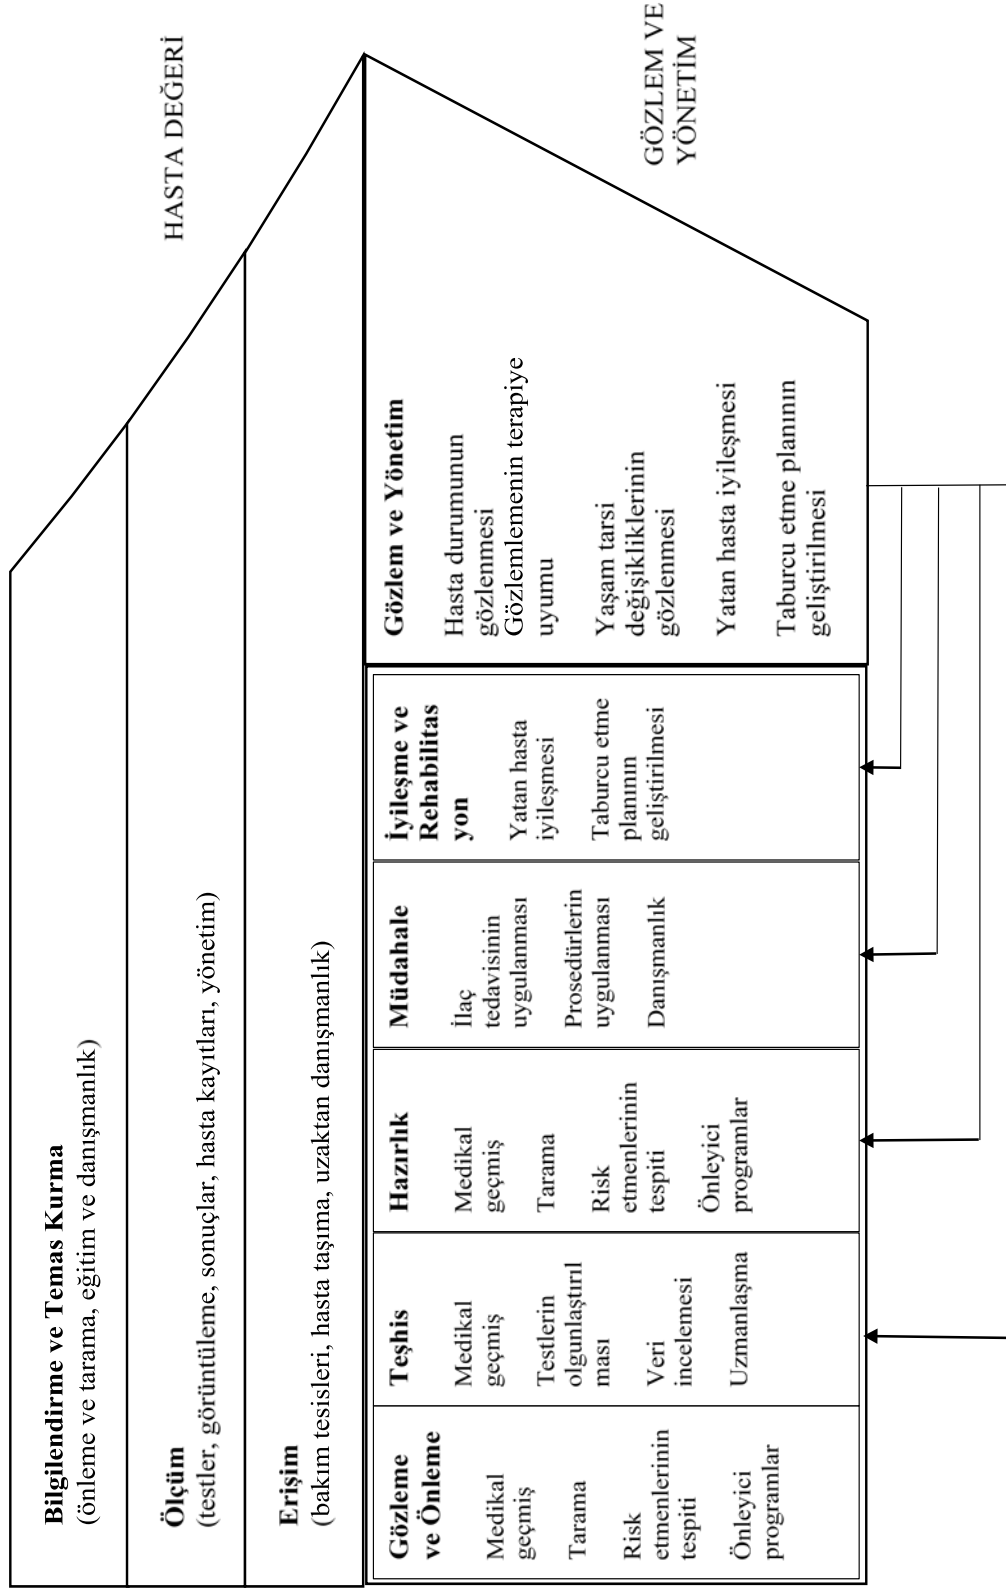 Bilgilendirme ve Temas Kurma
(önleme ve tarama, eğitim ve danışmanlık)
HASTA DEĞERİ
Ölçüm
(testler, görüntüleme, sonuçlar, hasta kayıtları, yönetim)
Erişim
(bakım tesisleri, hasta taşıma, uzaktan danışmanlık)
Gözleme
ve Önleme
Medikal
geçmiş
Tarama
Risk
etmenlerinin
tespiti
Önleyici
programlar
Teşhis
Medikal
geçmiş
Testlerin
olgunlaştırıl
ması
Veri
incelemesi
Uzmanlaşma
Hazırlık
Medikal
geçmiş
Tarama
Risk
etmenlerinin
tespiti
Önleyici
programlar
Müdahale
İlaç
tedavisinin
uygulanması
Prosedürlerin
uygulanması
Danışmanlık
İyileşme ve
Rehabilitas
yon
Yatan hasta
iyileşmesi
Taburcu etme
planının
geliştirilmesi
Gözlem ve Yönetim
Hasta durumunun
gözlenmesi
Gözlemlemenin terapiye
uyumu
Yaşam tarsi
değişikliklerinin
gözlenmesi
Yatan hasta iyileşmesi
Taburcu etme planının
geliştirilmesi
GÖZLEM VE
YÖNETİM